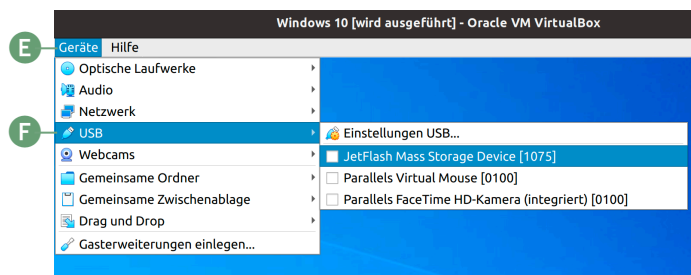 Windows 10 [wird ausgeführt] - Oracle VM VirtualBox
E
Geräte Hilfe
Optische Laufwerke
Audio
Netzwerk
F
USB
Einstellungen USB...
Webcams
JetFlash Mass Storage Device [1075]
Gemeinsame Ordner
Parallels Virtual Mouse [0100]
Gemeinsame Zwischenablage
Parallels FaceTime HD-Kamera (integriert) [0100]
Drag und Drop
Gasterweiterungen einlegen...